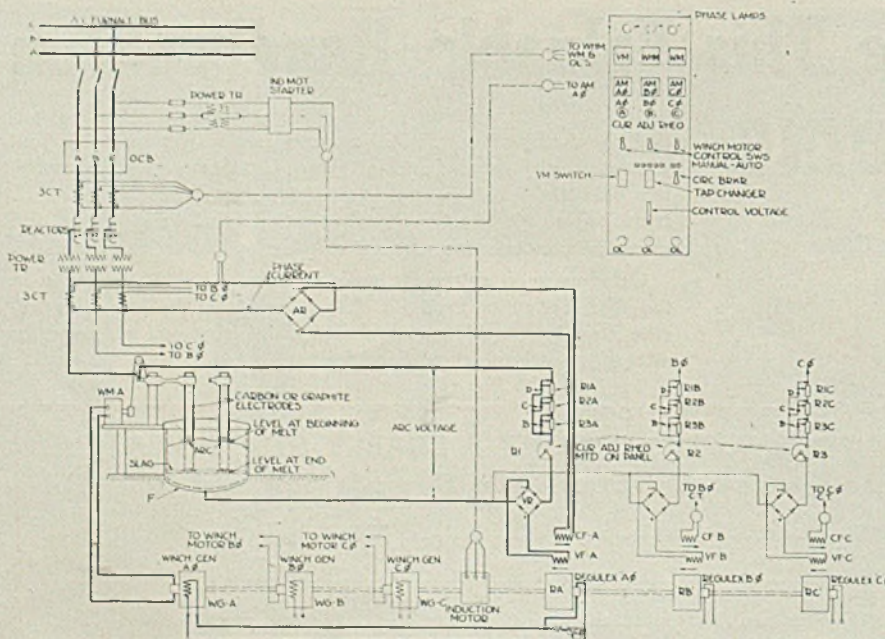 A-C FURNACE BUS
C
B
A
POWER TR
IND MOT
STARTER
A B C
OCB
3CT
REACTORS
POWER
TR
3CT
PHASE
CURRENT
TO B Ø
TO C Ø
AR
TO C Ø
TO B Ø
TO WHM
WM &
OL'S
TO AM
A Ø
PHASE LAMPS
VM WHM WM
AM AM AM
AØ BØ CØ
AØ BØ CØ
A B C
CUR ADJ RHEO
WINCH MOTOR
CONTROL SWS
MANUAL-AUTO
VM SWITCH
CIRC BRKR
TAP CHANGER
CONTROL VOLTAGE
OL OL OL
WM A
CARBON OR GRAPHITE
ELECTRODES
LEVEL AT BEGINNING
OF MELT
ARC
SLAG
LEVEL AT END
OF MELT
F
ARC VOLTAGE
BØ
CØ
D R1A
C R2A
B R3A
R1
D R1B
C R2B
B R3B
R2
D R1C
C R2C
B R3C
R3
CUR ADJ RHEO
MTD ON PANEL
VR
TO B Ø
CT
TO C Ø
CT
CF-A
VF-A
CF B
VF B
CF C
VF-C
TO WINCH
MOTOR BØ
TO WINCH
MOTOR CØ
WINCH GEN
AØ
WINCH GEN
BØ
WINCH GEN
CØ
WG-A
WG-B
WG-C
INDUCTION
MOTOR
REGULEX AØ
RA
REGULEX BØ
RB
REGULEX C
RC